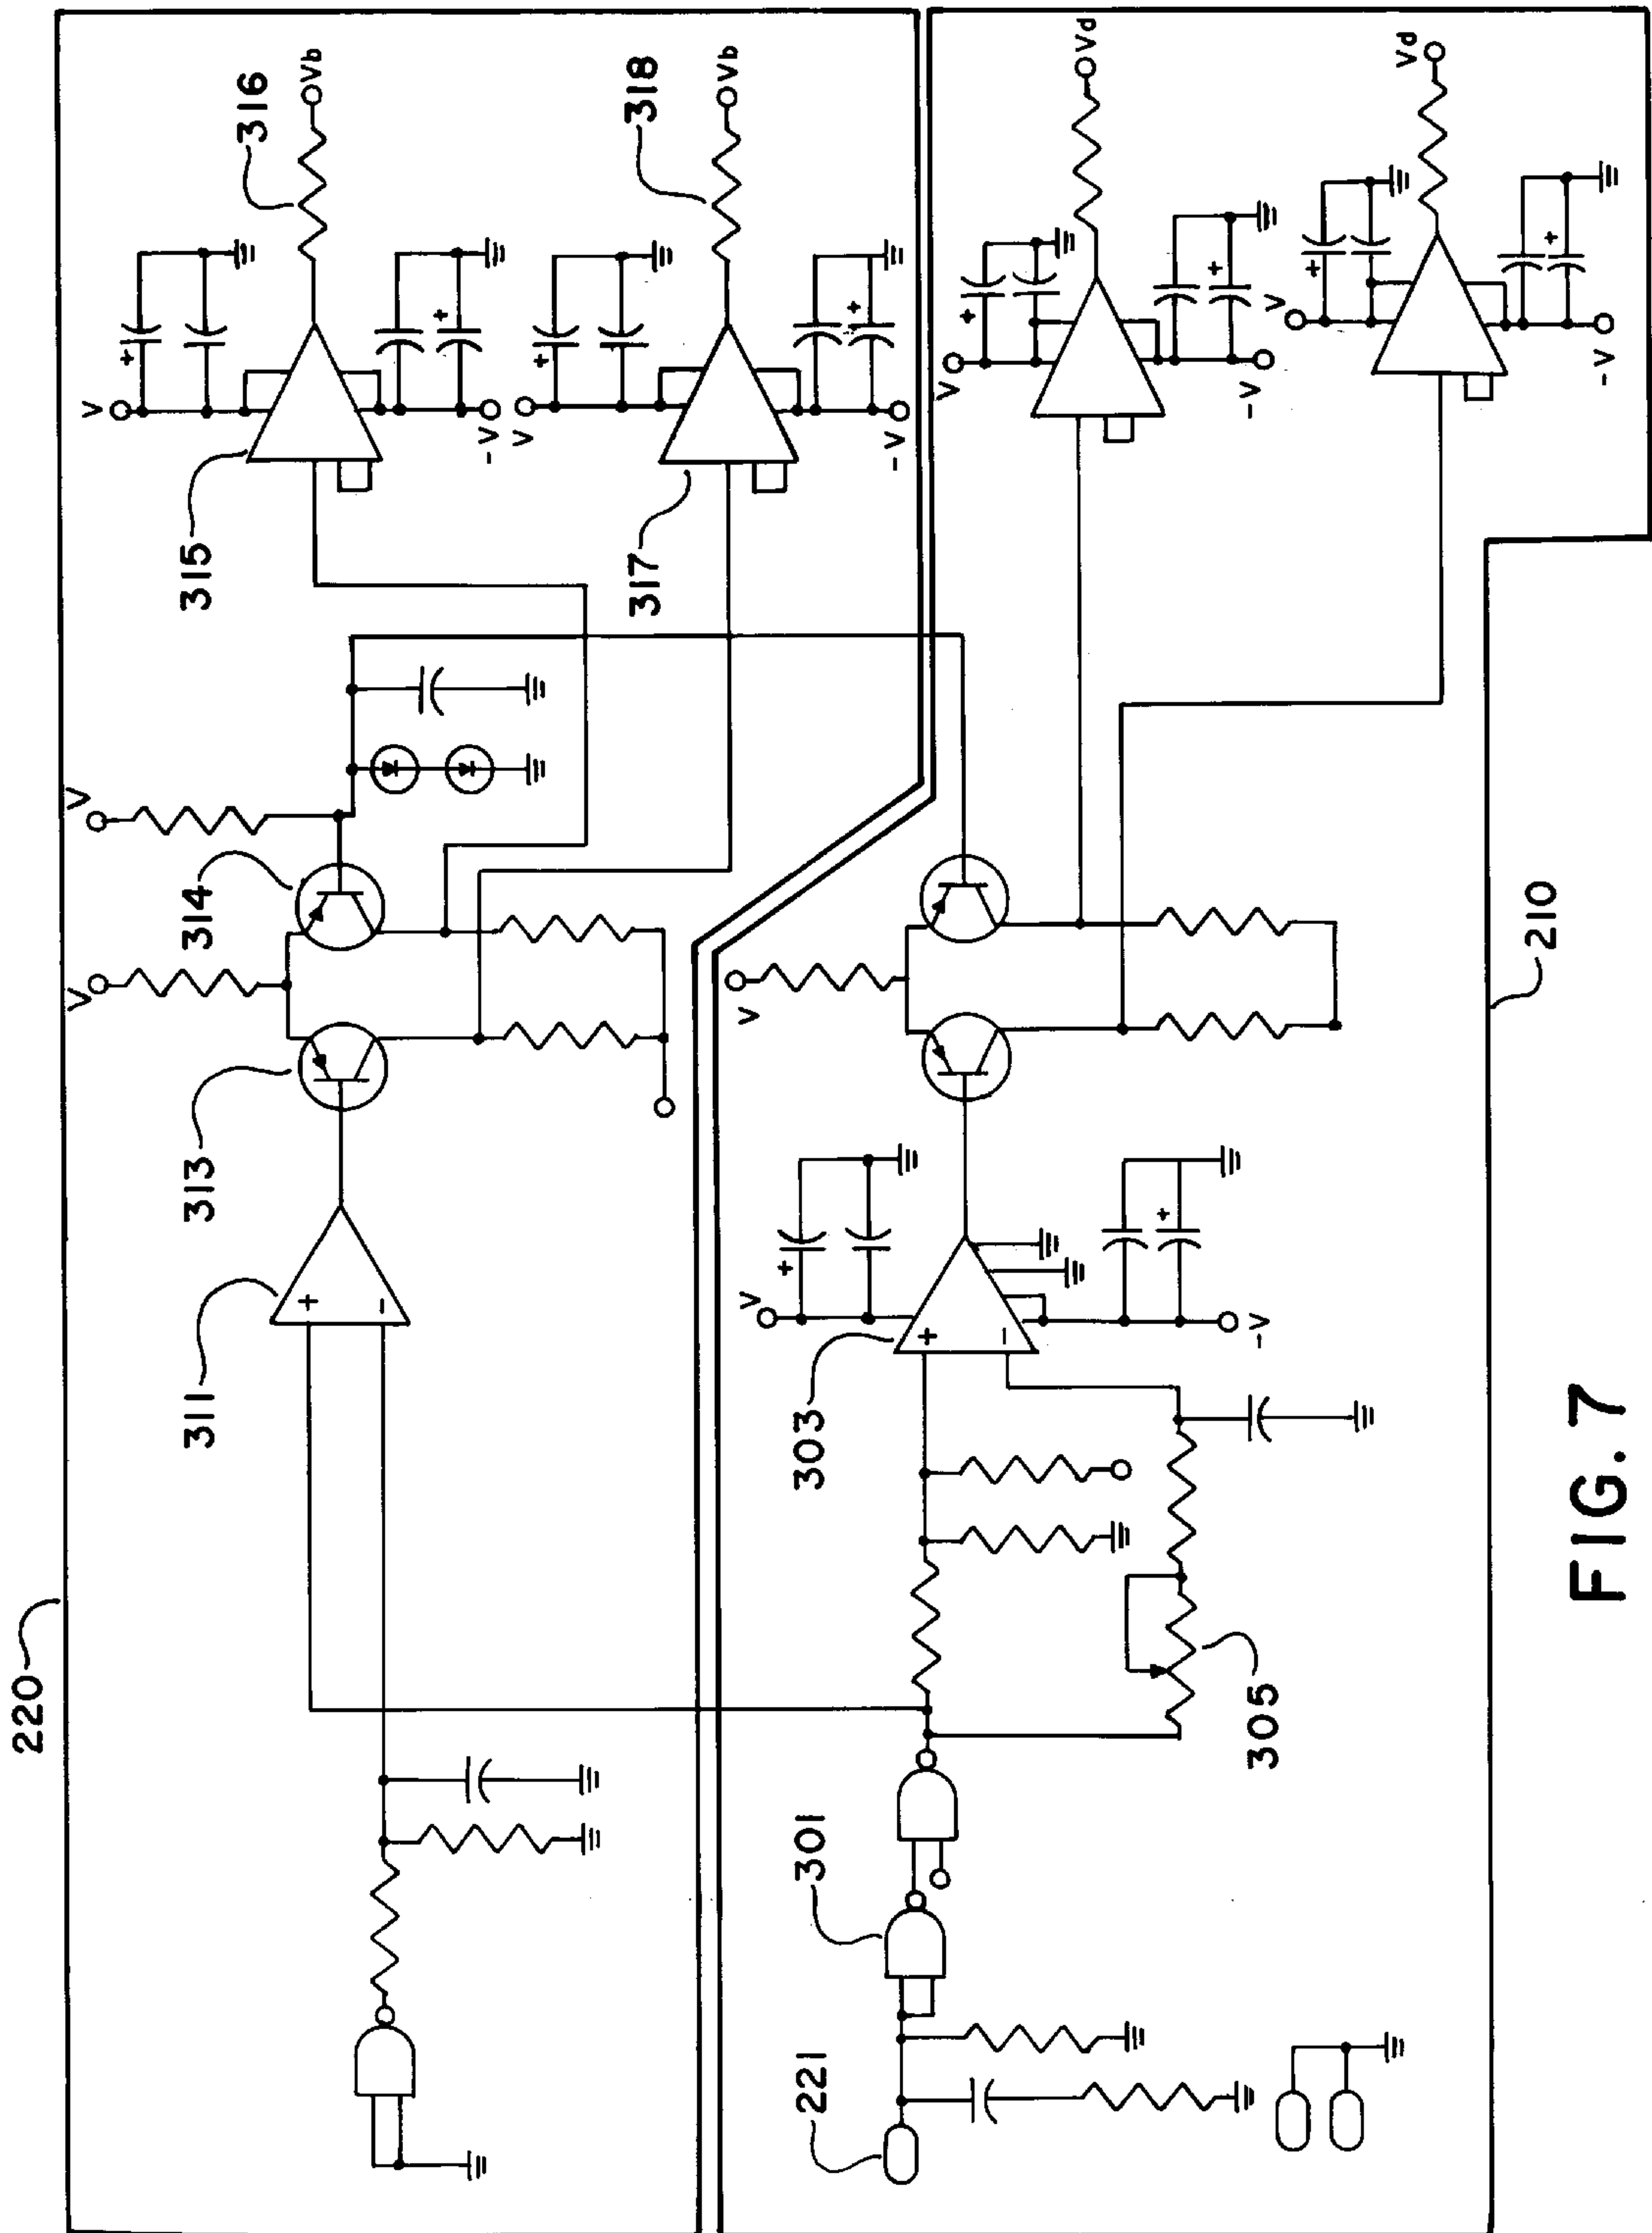 220
316
Vb
318
Vb
V
-V
315
V
-V
317
V
V
314
313
311
+
-
+
+
+
+
Vd
Vd
V
-V
V
-V
+
+
+
+
V
210
303
V
-V
+
-
+
+
305
301
221
FIG. 7